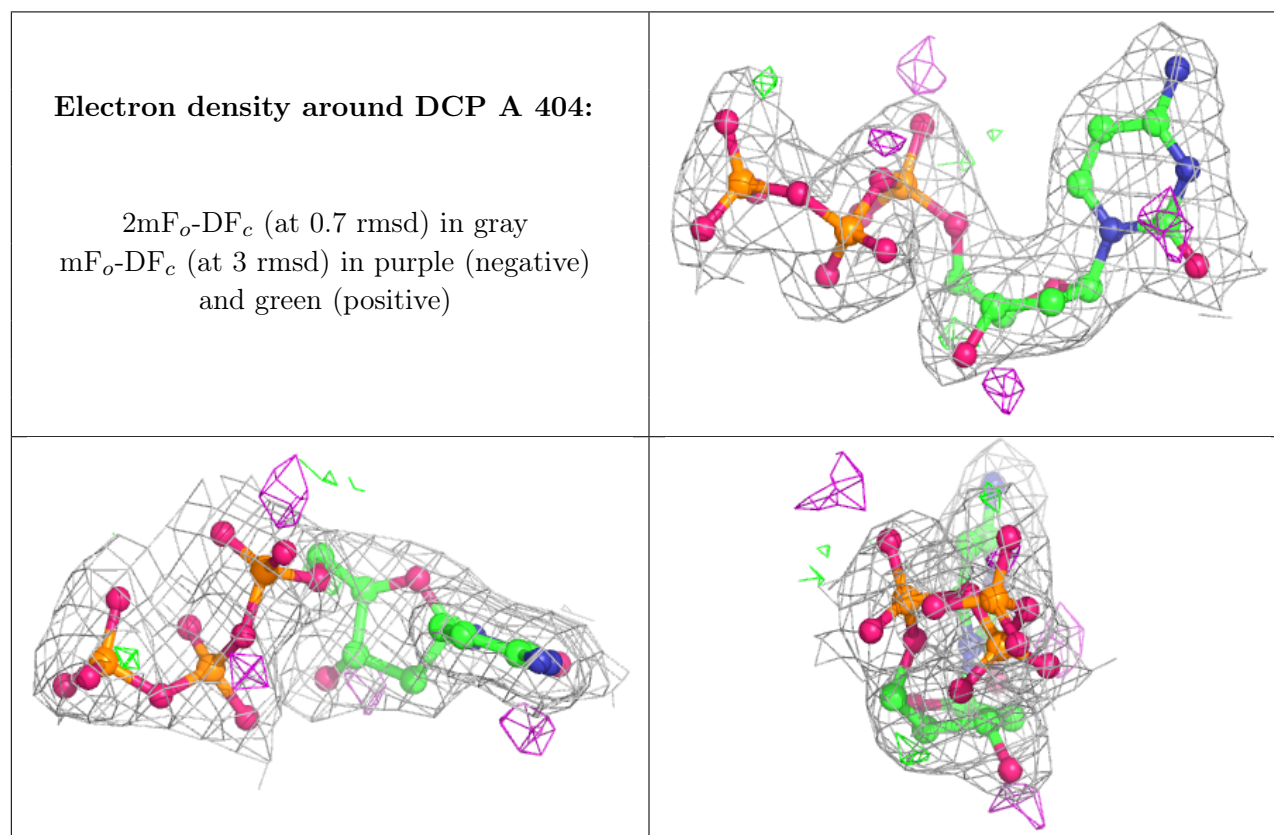 Electron density around DCP A 404:
2mFo-DFc (at 0.7 rmsd) in gray
mFo-DFc (at 3 rmsd) in purple (negative)
and green (positive)